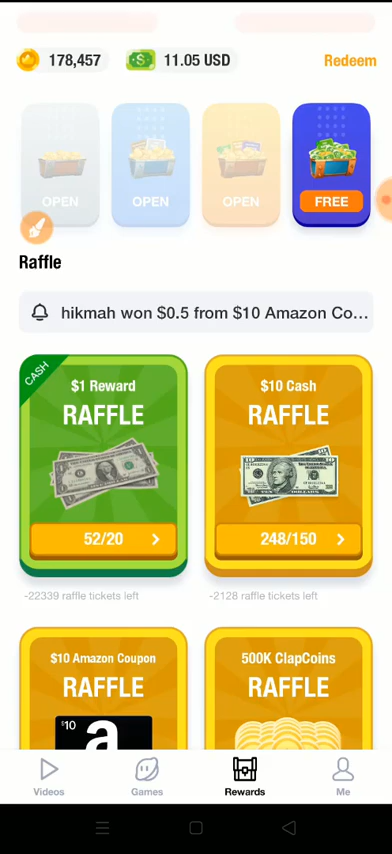 178,457 11.05 USD Redeem
OPEN OPEN OPEN FREE
Raffle
hikmah won $0.5 from $10 Amazon Co...
CASH
$1 Reward
RAFFLE
52/20
-22339 raffle tickets left
$10 Cash
RAFFLE
248/150
-2128 raffle tickets left
$10 Amazon Coupon
RAFFLE
$10
a
500K ClapCoins
RAFFLE
Videos Games Rewards Me